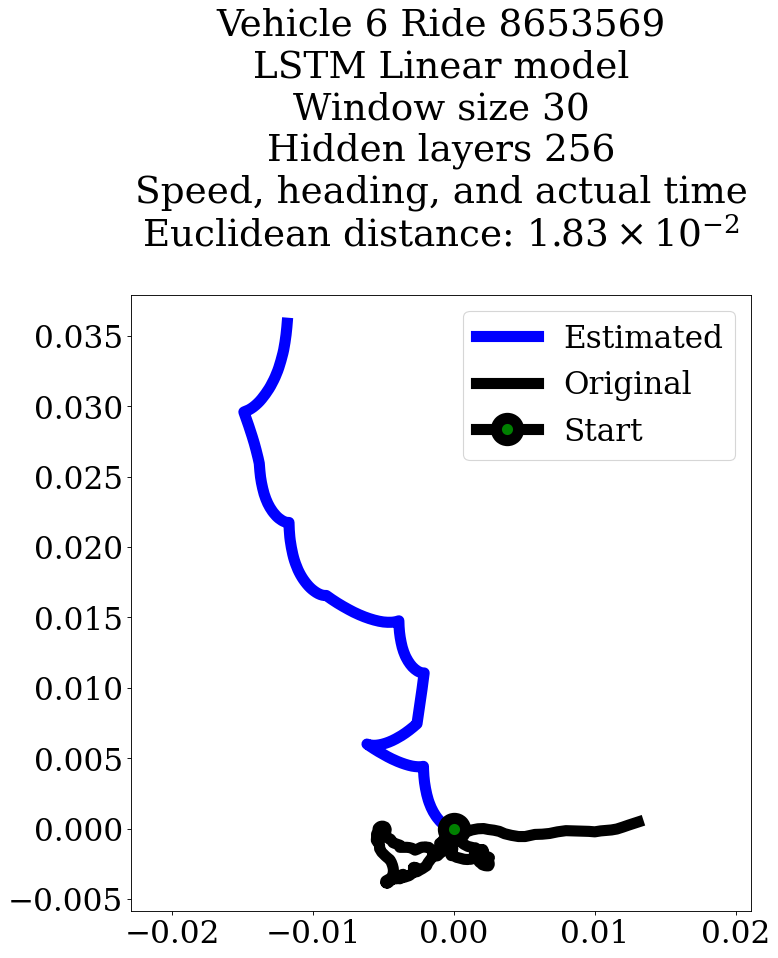 Vehicle 6 Ride 8653569
LSTM Linear model
Window size 30
Hidden layers 256
Speed, heading, and actual time
Euclidean distance: 1.83 × 10⁻²
Estimated
Original
Start
0.035
0.030
0.025
0.020
0.015
0.010
0.005
0.000
−0.005
−0.02 −0.01 0.00 0.01 0.02